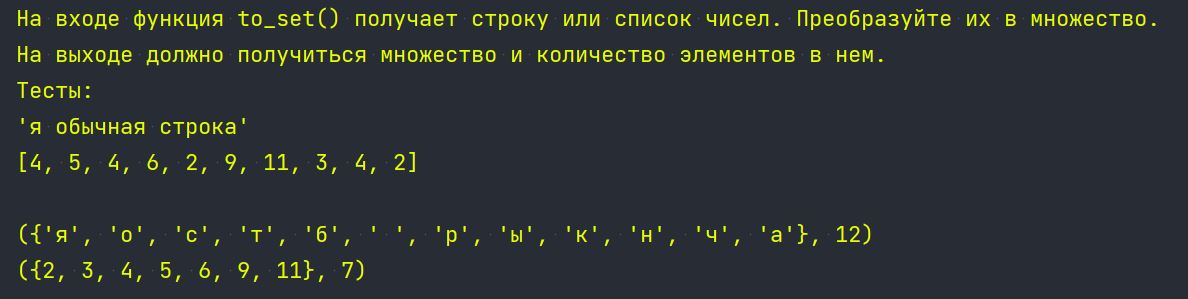 На входе функция to_set() получает строку или список чисел. Преобразуйте их в множество.
На выходе должно получиться множество и количество элементов в нем.
Тесты:
'я обычная строка'
[4, 5, 4, 6, 2, 9, 11, 3, 4, 2]
({'я', 'о', 'с', 'т', 'б', ' ', 'р', 'ы', 'к', 'н', 'ч', 'а'}, 12)
({2, 3, 4, 5, 6, 9, 11}, 7)